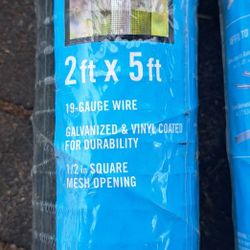 2ft x 5ft
19-GAUGE WIRE
GALVANIZED & VINYL COATED
FOR DURABILITY
1/2 in SQUARE
MESH OPENING